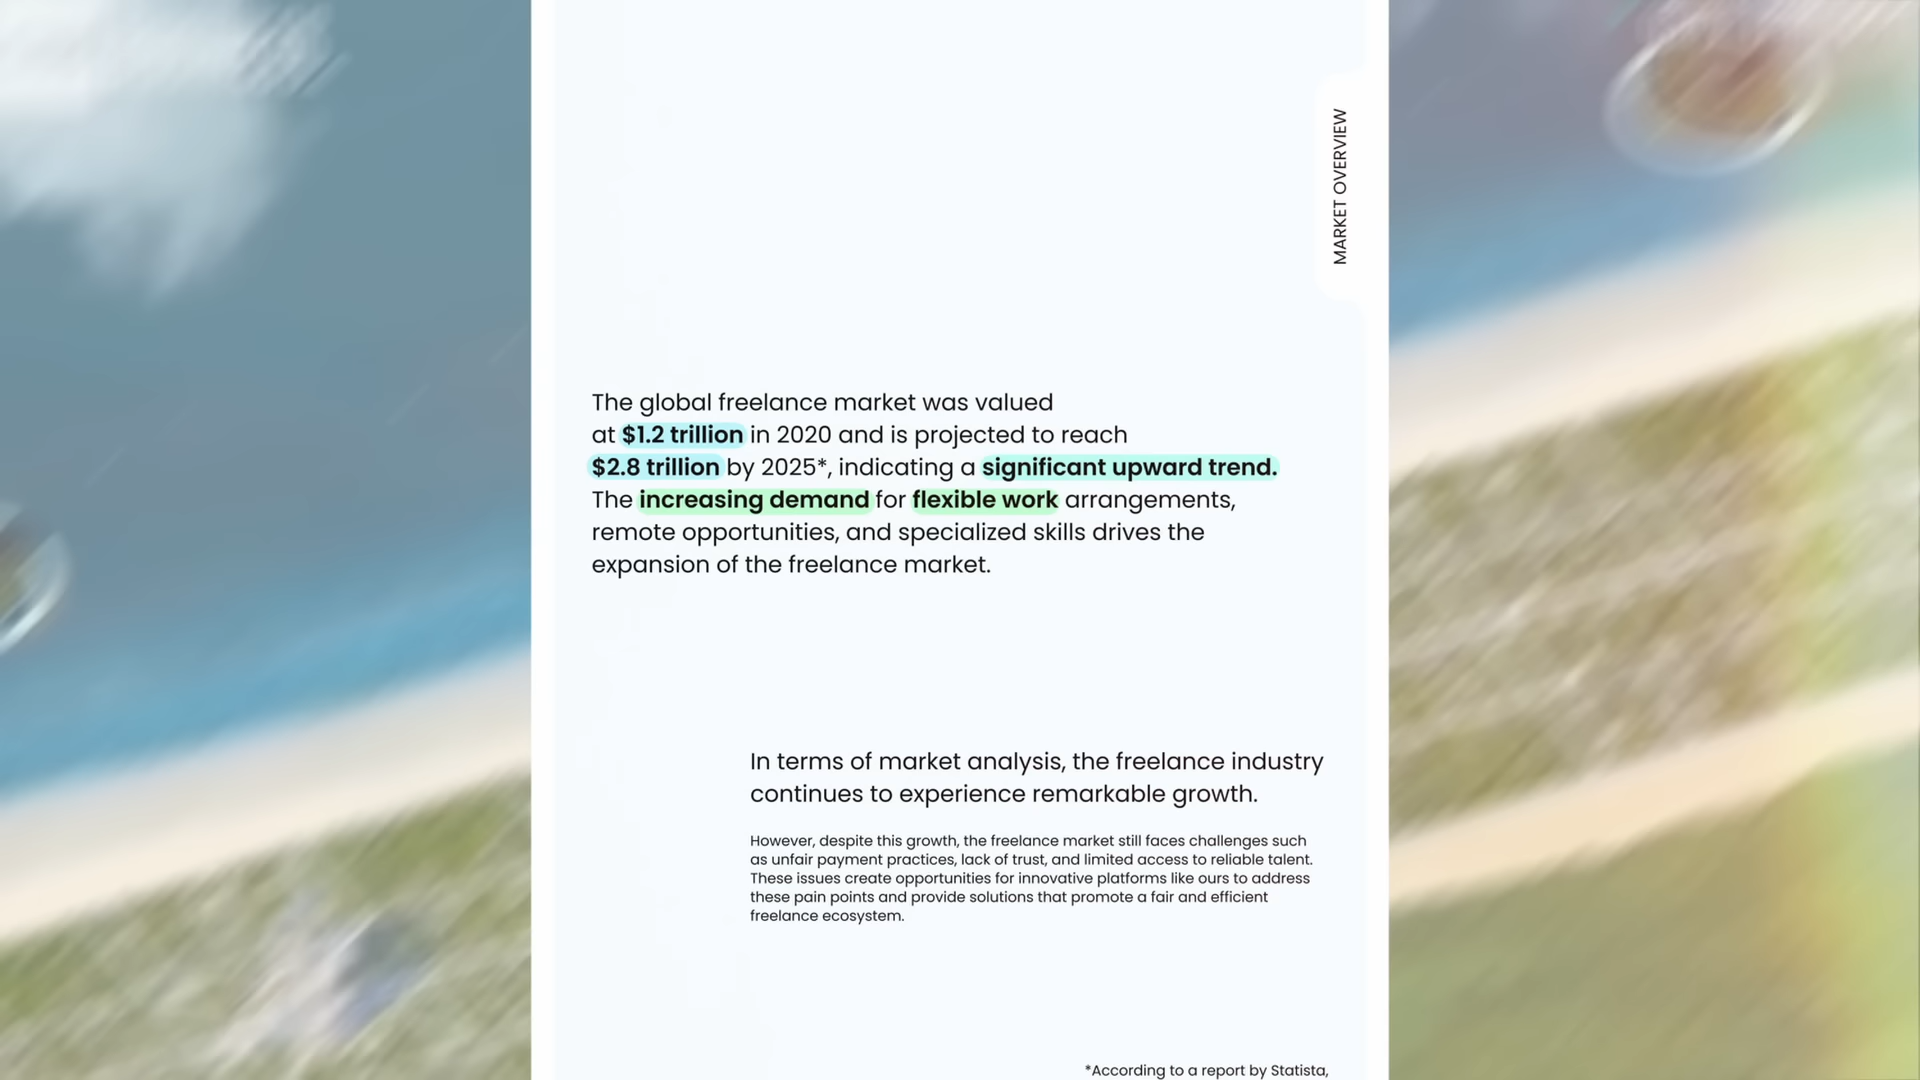 MARKET OVERVIEW
The global freelance market was valued
at $1.2 trillion in 2020 and is projected to reach
$2.8 trillion by 2025*, indicating a significant upward trend.
The increasing demand for flexible work arrangements,
remote opportunities, and specialized skills drives the
expansion of the freelance market.
In terms of market analysis, the freelance industry
continues to experience remarkable growth.
However, despite this growth, the freelance market still faces challenges such
as unfair payment practices, lack of trust, and limited access to reliable talent.
These issues create opportunities for innovative platforms like ours to address
these pain points and provide solutions that promote a fair and efficient
freelance ecosystem.
*According to a report by Statista,